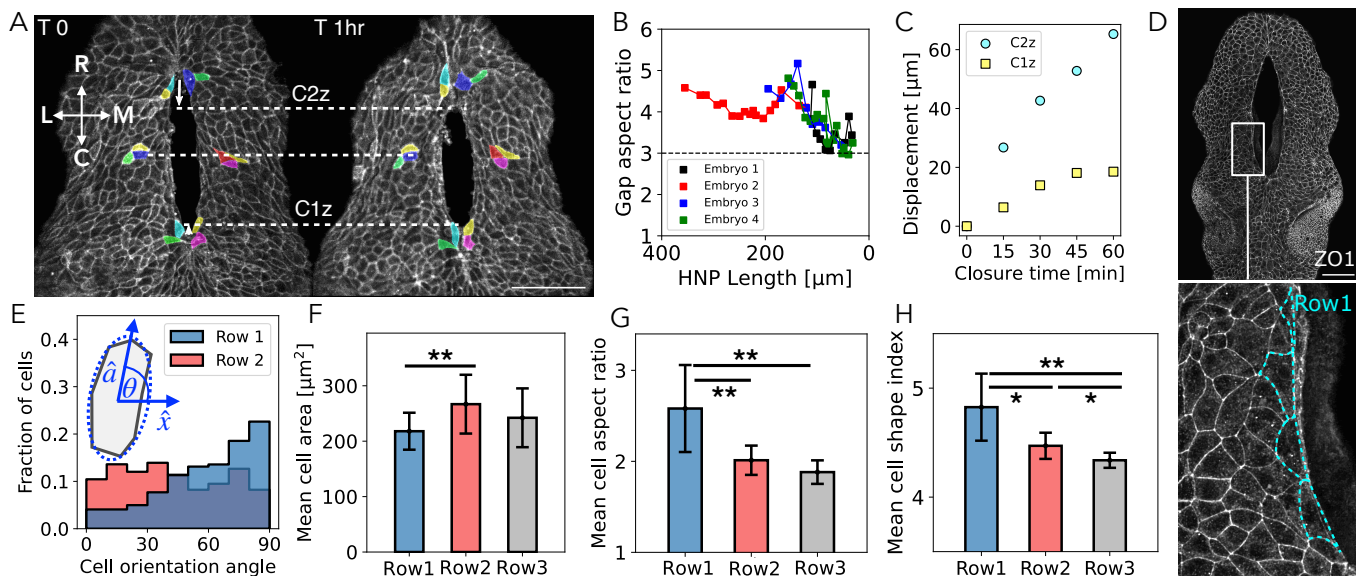 A
T 0
T 1hr
R
L
M
C
C2z
C1z
B
Gap aspect ratio
6
5
4
3
2
1
Embryo 1
Embryo 2
Embryo 3
Embryo 4
400
200
0
HNP Length [μm]
C
Displacement [μm]
60
40
20
0
C2z
C1z
0
15
30
45
60
Closure time [min]
D
ZO1
Row1
E
Fraction of cells
0.4
0.3
0.2
0.1
0.0
Row 1
Row 2
â
θ
x̂
0
30
60
90
Cell orientation angle
F
Mean cell area [μm²]
300
200
100
0
**
Row1
Row2
Row3
G
Mean cell aspect ratio
3
2
1
**
**
Row1
Row2
Row3
H
Mean cell shape index
5
4
**
*
*
Row1
Row2
Row3